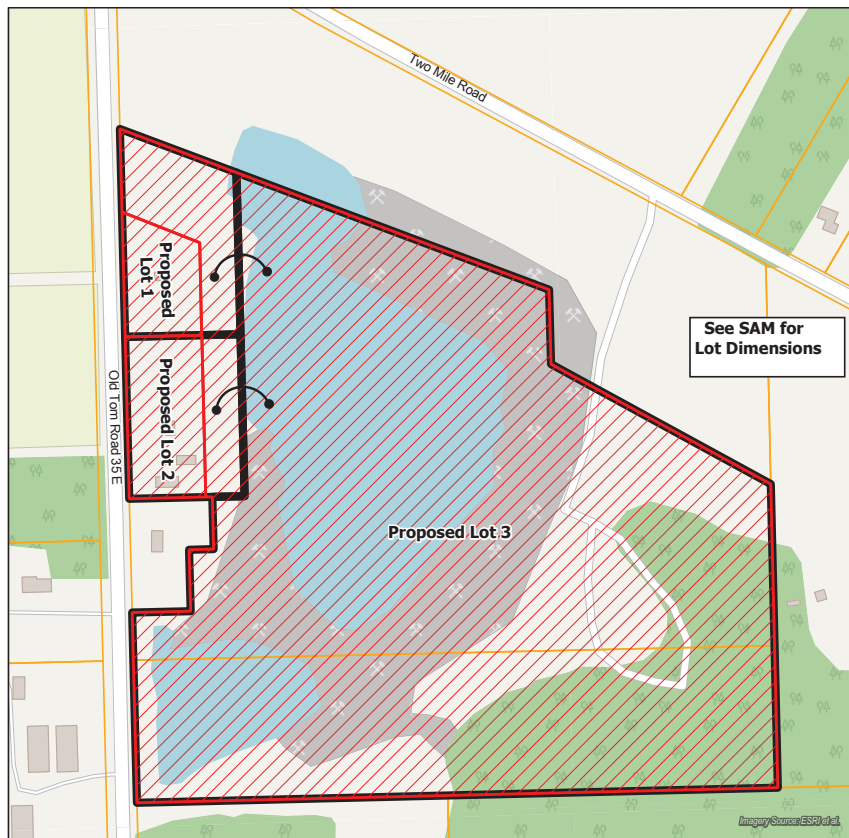 Two Mile Road
Proposed
Lot 1
See SAM for
Lot Dimensions
Old Tom Road 35 E
Proposed Lot 2
Proposed Lot 3
Imagery Source: ESRI et al.